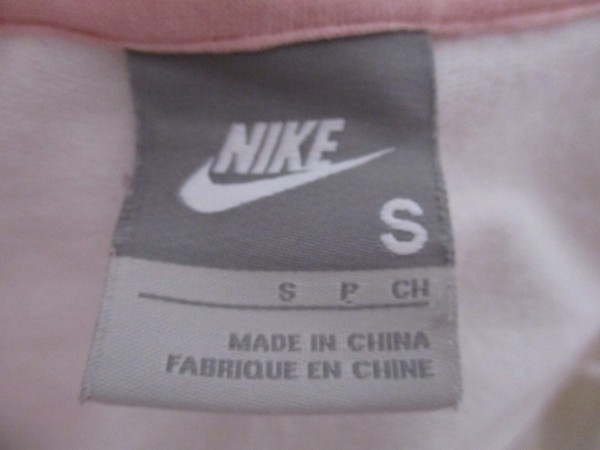 NIKE
S
S P CH
MADE IN CHINA
FABRIQUE EN CHINE